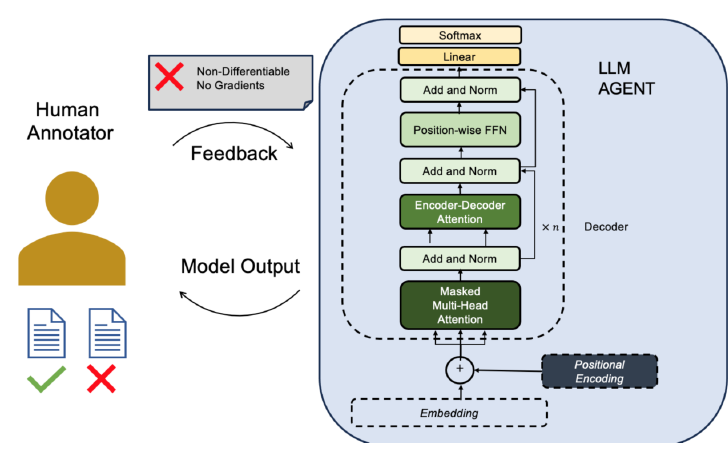 Softmax
Linear
Non-Differentiable
No Gradients
LLM
AGENT
Add and Norm
Human
Annotator
Position-wise FFN
Feedback
Add and Norm
Encoder-Decoder
Attention
× n
Decoder
Model Output
Add and Norm
Masked
Multi-Head
Attention
+
Positional
Encoding
Embedding